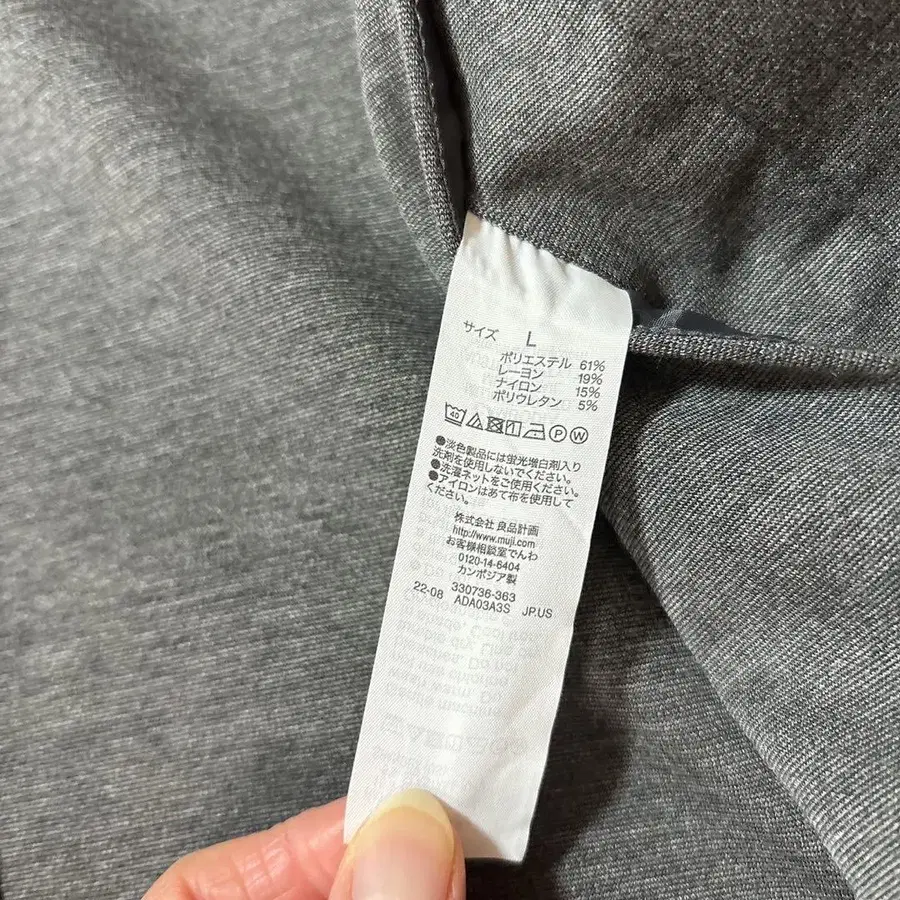 サイズ L
ポリエステル 61%
レーヨン 19%
ナイロン 15%
ポリウレタン 5%
40 P W
●淡色製品には蛍光増白剤入り
洗剤を使用しないでください。
●洗濯ネットをご使用ください。
●アイロンはあて布を使用して
ください。
株式会社 良品計画
http://www.muji.com
お客様相談室でんわ
0120-14-6404
カンボジア製
330736-363
22-08 ADA03A3S JP.US